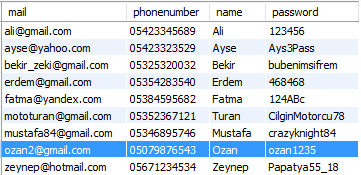 mail phonenumber name password
ali@gmail.com 05423345689 Ali 123456
ayse@yahoo.com 05423323529 Ayse Ays3Pass
bekir_zeki@gmail.com 05325320032 Bekir bubenimsifrem
erdem@gmail.com 05354283540 Erdem 468468
fatma@yandex.com 05384595682 Fatma 124ABc
mototuran@gmail.com 05352367121 Turan CilginMotorcu78
mustafa84@gmail.com 05346895746 Mustafa crazyknight84
ozan2@gmail.com 05079876543 Ozan ozan1235
zeynep@hotmail.com 05671234534 Zeynep Papatya55_18